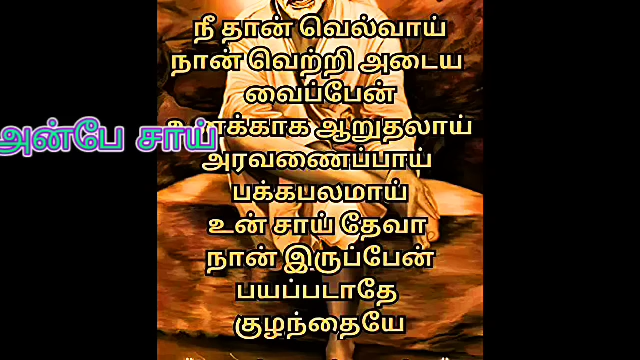 நீ தான் வெல்வாய்
நான் வெற்றி அடைய
வைப்பேன்
அன்பே சாய்
ஆறுதலாய்
அரவணைப்பாய்
பக்கபலமாய்
உன் சாய் தேவா
நான் இருப்பேன்
பயப்படாதே
குழந்தையே